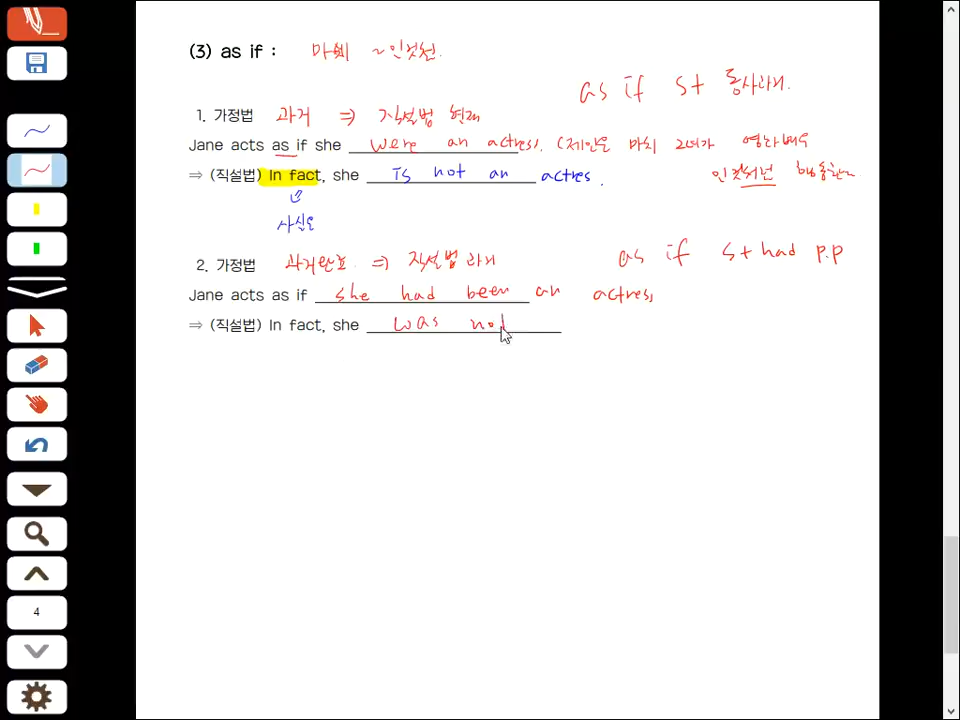 (3) as if : 마치 ~인것처럼.
as if S+ 동사과거.
1. 가정법 과거 ⇒ 직설법 현재
Jane acts as if she were an actress. (제인은 마치 그녀가 영화배우
인것처럼 행동한다
⇒ (직설법) In fact, she is not an actres .
사실은
2. 가정법 과거완료 ⇒ 직설법 과거
as if S+ had p.p
Jane acts as if she had been an actress
⇒ (직설법) In fact, she was not
4